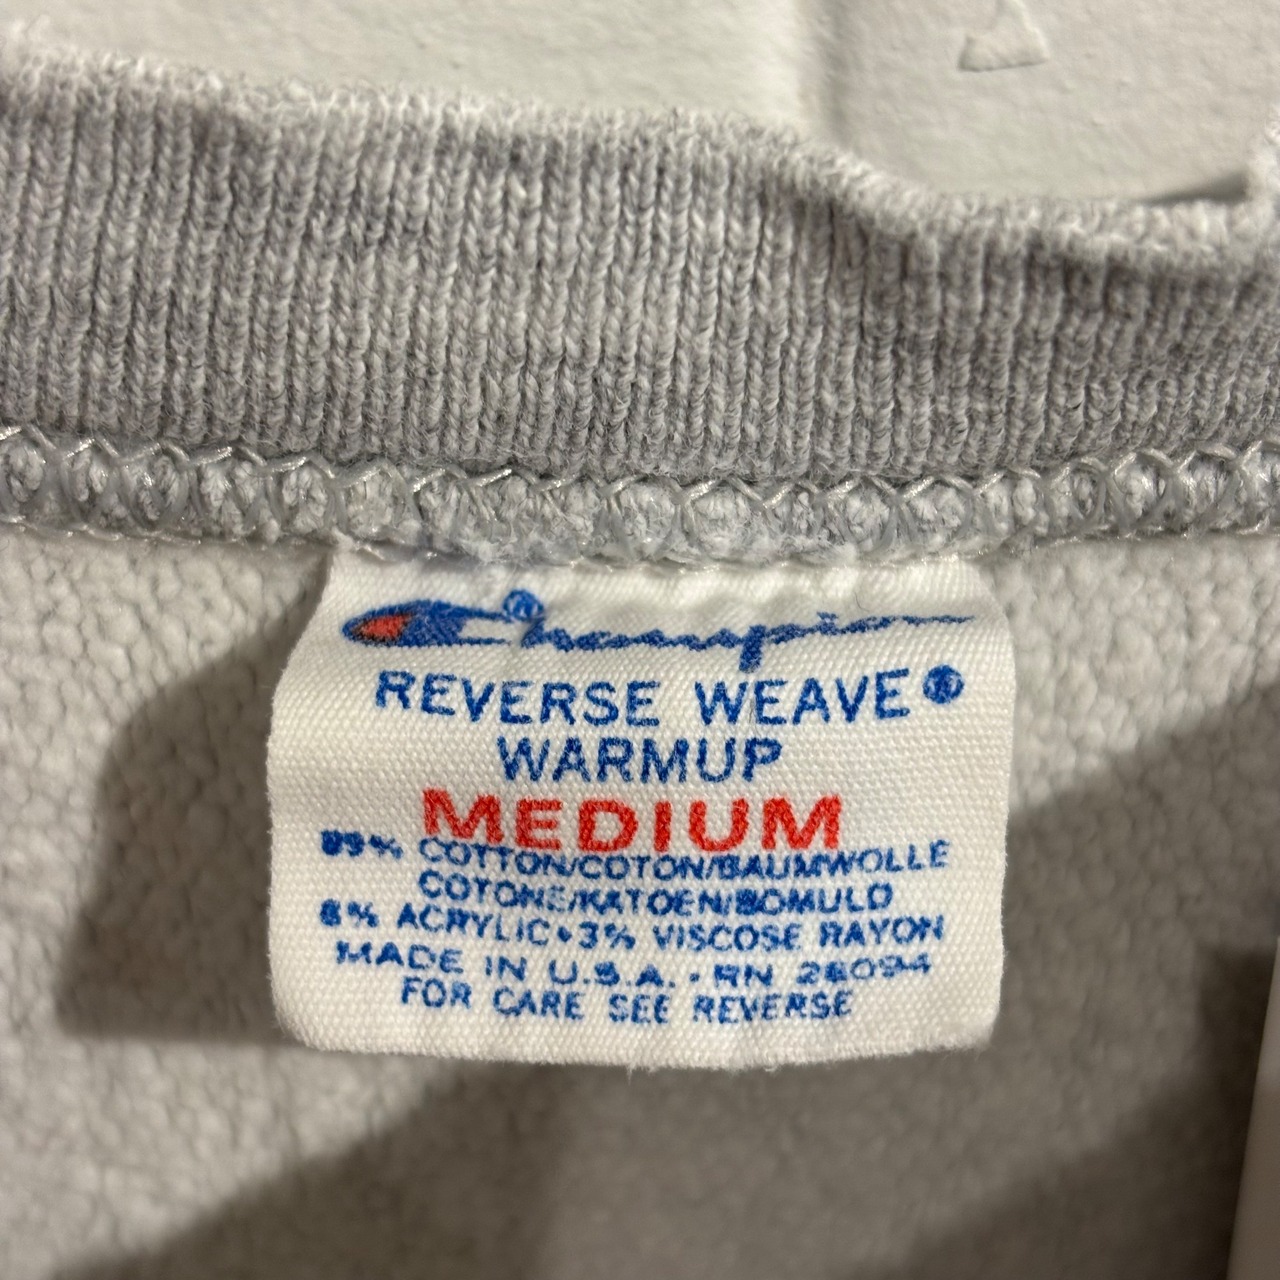 Champion®
REVERSE WEAVE®
WARMUP
MEDIUM
89% COTTON/COTON/BAUMWOLLE
COTONE/KATOEN/BOMULD
8% ACRYLIC•3% VISCOSE RAYON
MADE IN U.S.A. • RN 26094
FOR CARE SEE REVERSE